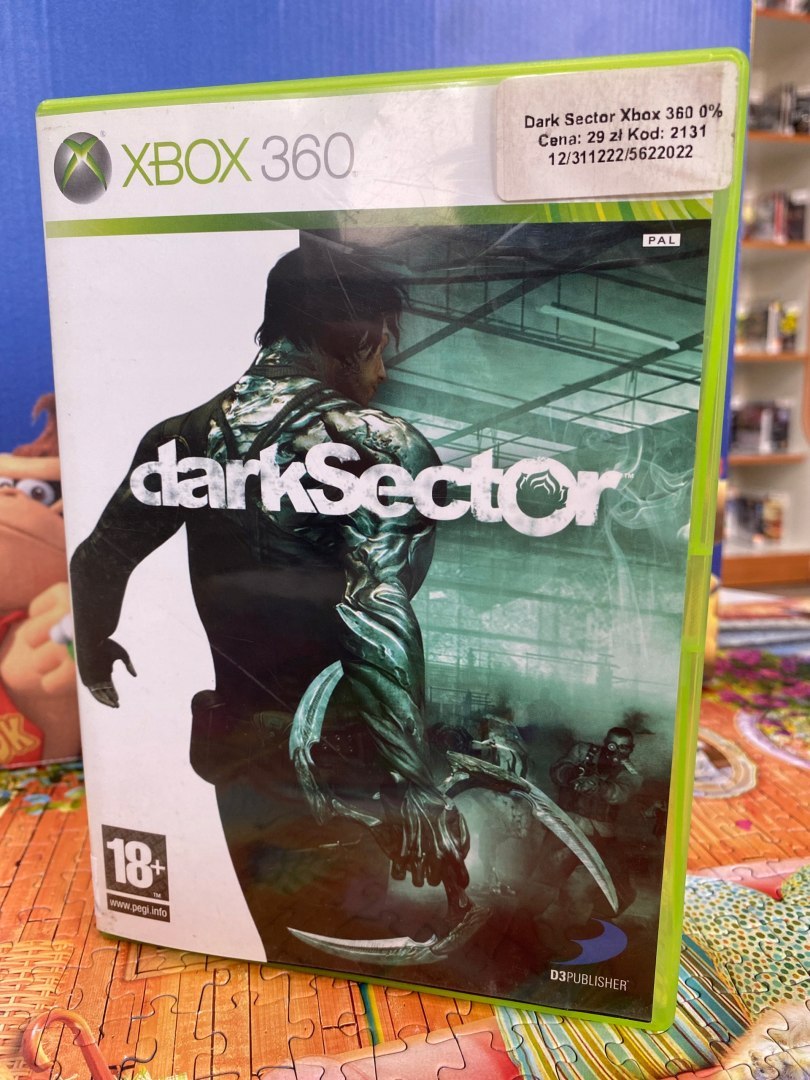 XBOX 360
Dark Sector Xbox 360 0%
Cena: 29 zł Kod: 2131
12/311222/5622022
PAL
darkSector™
18+
www.pegi.info
D3PUBLISHER